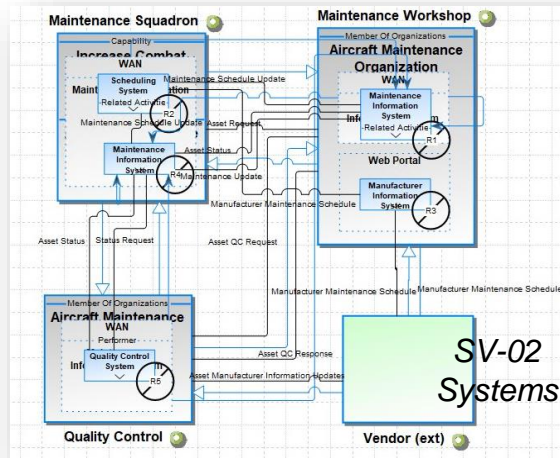 Maintenance Squadron
Maintenance Workshop
Capability
Increase Combat
WAN
Scheduling
System
Related Activitie
R2
Maintenance Schedule Update
Maintenance Schedule Update
Asset Request
Maintenance
Information
System
R4
Asset Status
Maintenance Update
Member Of Organizations
Aircraft Maintenance
Organization
WAN
Maintenance
Information
System
Related Activitie
R1
Web Portal
Manufacturer
Information
System
R3
Manufacturer Maintenance Schedule
Asset Status
Status Request
Asset QC Request
Manufacturer Maintenance Schedule
Manufacturer Maintenance Schedule
Member Of Organizations
Aircraft Maintenance
WAN
Performer
Quality Control
System
R5
Asset QC Response
Asset Manufacturer Information Updates
SV-02
Systems
Quality Control
Vendor (ext)